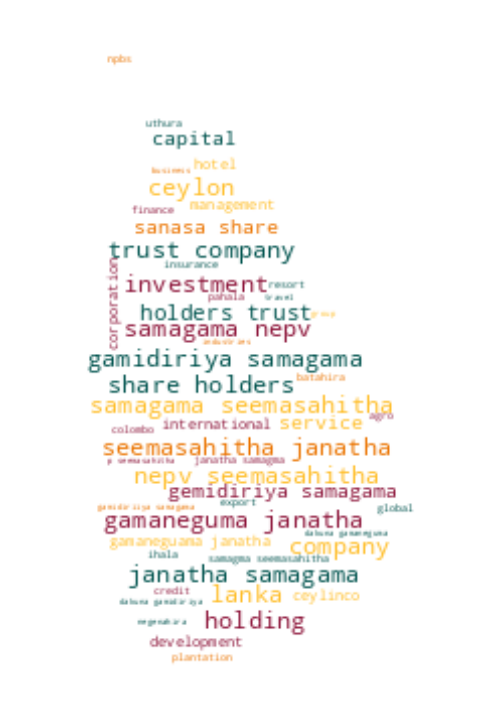 npbs
uthura
capital
business hotel
ceylon
finance management
sanasa share
trust company
insurance
corporation
investment resort
pahala travel
holders trust group
samagama nepv
industries
gamidiriya samagama
share holders batahira
samagama seemasahitha
agro
colombo international service
seemasahitha janatha
p seemasahitha janatha samagma
nepv seemasahitha
gemidiriya samagama
export
gamidiriiya samagama global
gamaneguma janatha
dakuna gamaneguma
gamaneguama janatha company
ihala samagma seemasahitha
janatha samagama
credit lanka ceylinco
dakuna gamidiriya
negenahira holding
development
plantation